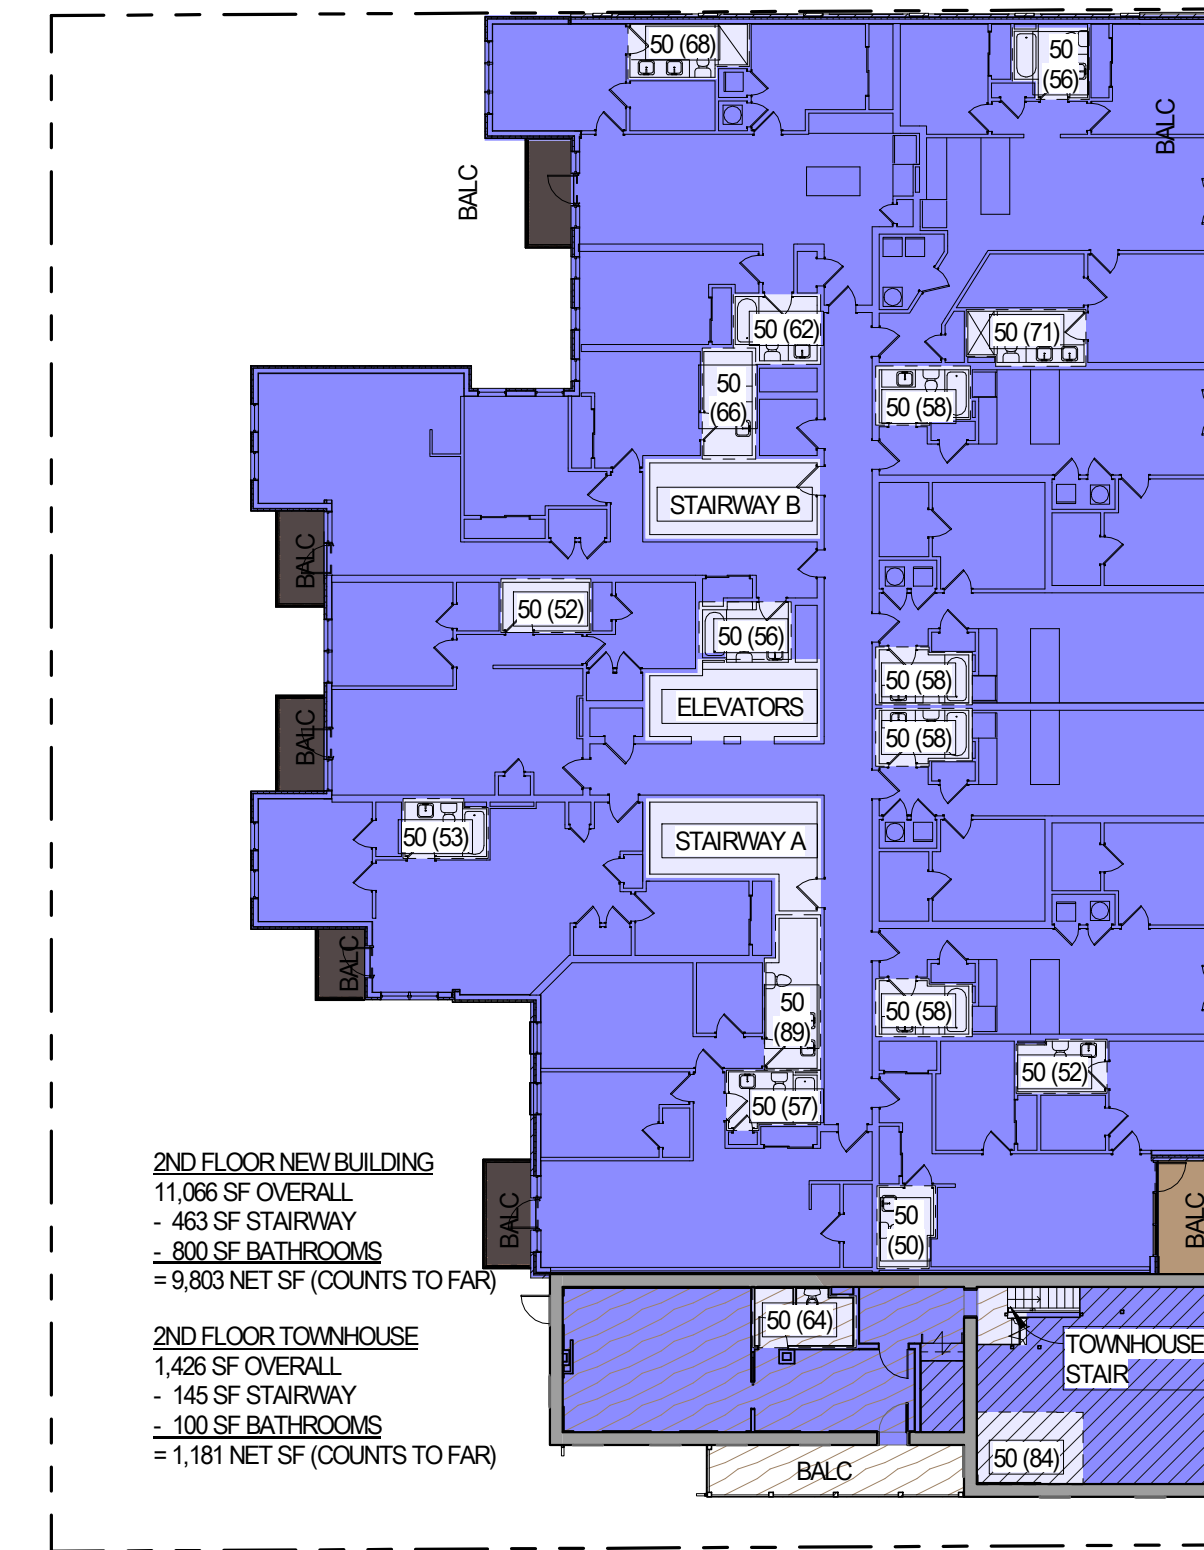 50 (68)
50
(56)
BALC
BALC
50 (62)
50 (71)
50
(66)
50 (58)
STAIRWAY B
BALC
50 (52)
50 (56)
50 (58)
ELEVATORS
BALC
50 (58)
50 (53)
STAIRWAY A
BALC
50
(89)
50 (58)
50 (52)
50 (57)
2ND FLOOR NEW BUILDING
11,066 SF OVERALL
- 463 SF STAIRWAY
- 800 SF BATHROOMS
= 9,803 NET SF (COUNTS TO FAR)
BALC
50
(50)
BALC
2ND FLOOR TOWNHOUSE
1,426 SF OVERALL
- 145 SF STAIRWAY
- 100 SF BATHROOMS
= 1,181 NET SF (COUNTS TO FAR)
50 (64)
TOWNHOUSE
STAIR
BALC
50 (84)